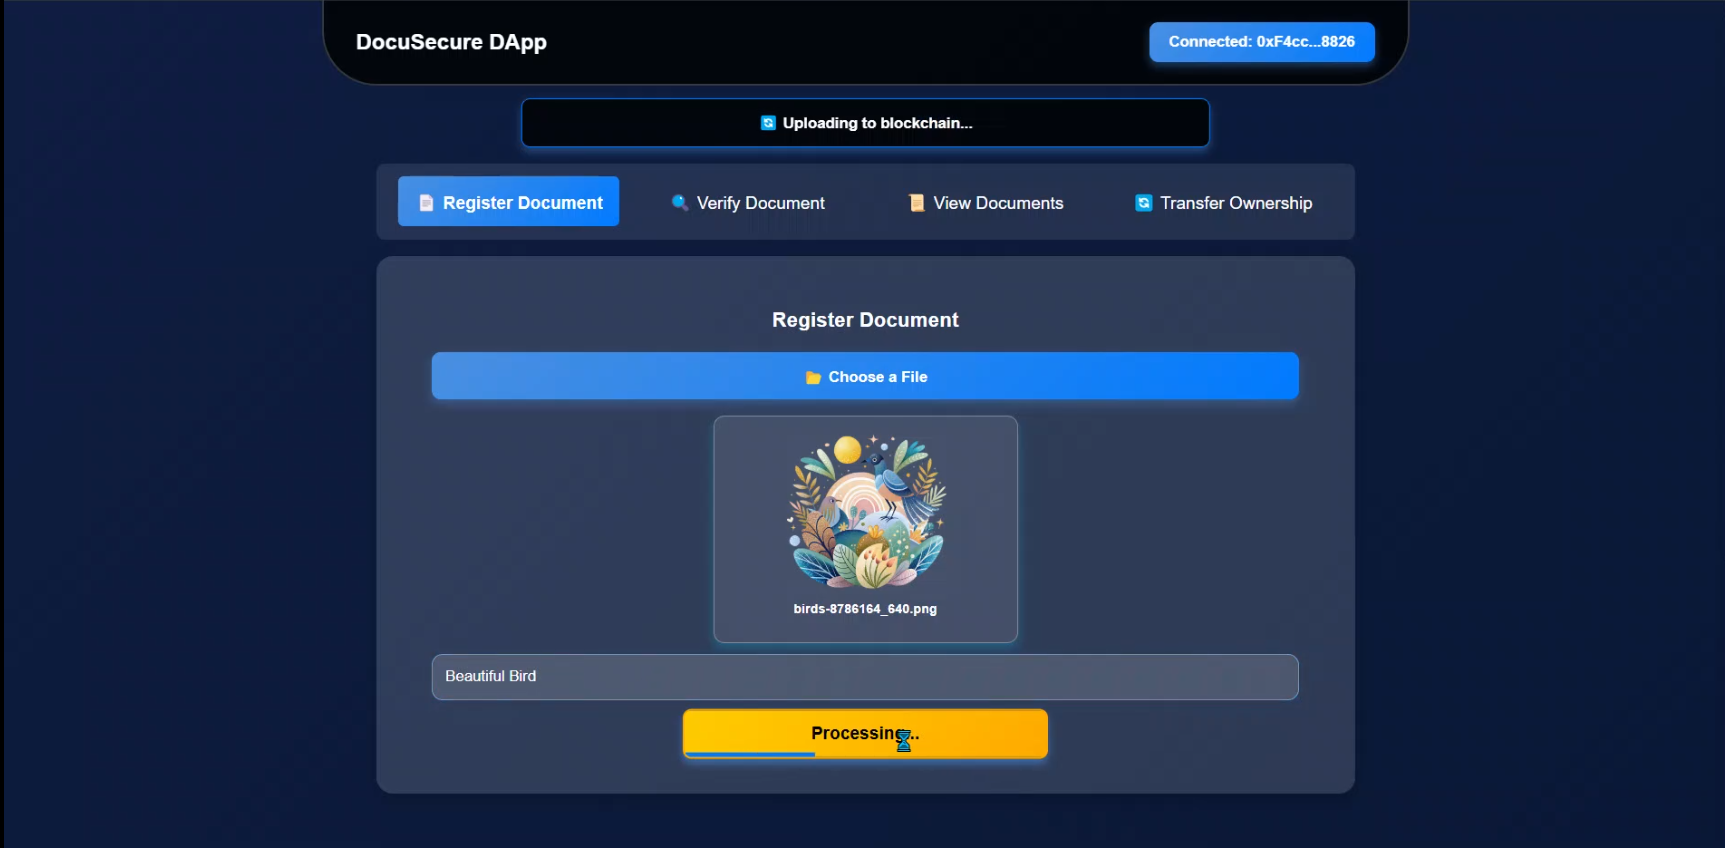 DocuSecure DApp
Connected: 0xF4cc...8826
Uploading to blockchain...
Register Document
Verify Document
View Documents
Transfer Ownership
Register Document
Choose a File
birds-8786164_640.png
Beautiful Bird
Processing...